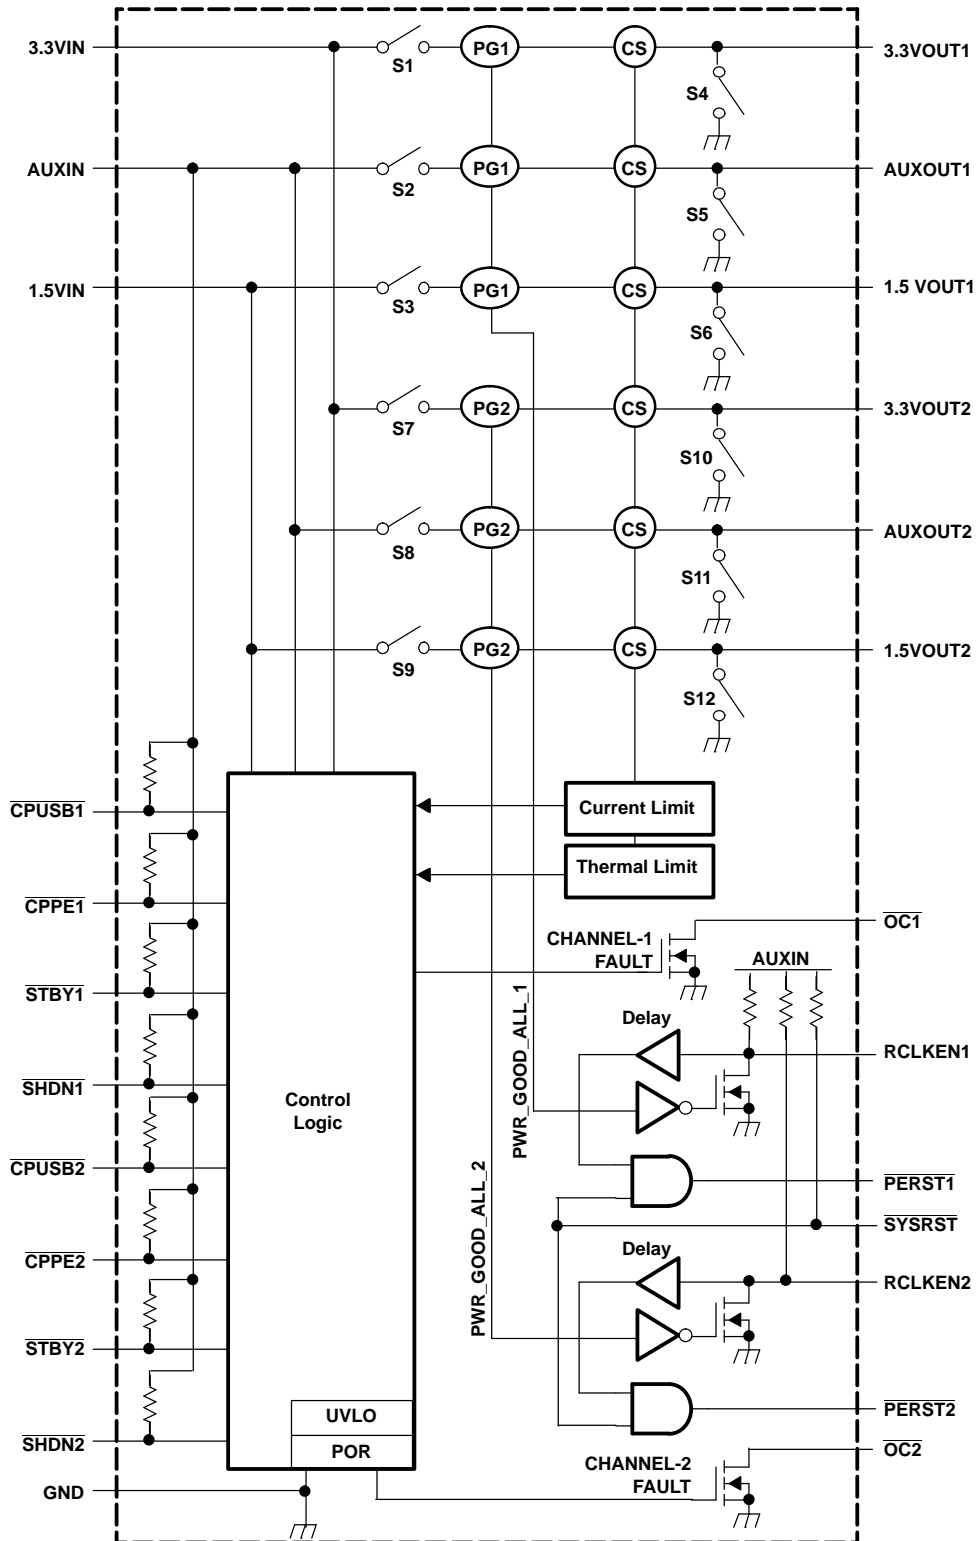 3.3VIN
S1
PG1
CS
3.3VOUT1
S4
AUXIN
S2
PG1
CS
AUXOUT1
S5
1.5VIN
S3
PG1
CS
1.5 VOUT1
S6
S7
PG2
CS
3.3VOUT2
S10
S8
PG2
CS
AUXOUT2
S11
S9
PG2
CS
1.5VOUT2
S12
CPUSB1
Current Limit
Thermal Limit
CPPE1
OC1
CHANNEL-1
FAULT
AUXIN
STBY1
PWR_GOOD_ALL_1
Delay
RCLKEN1
SHDN1
Control
Logic
CPUSB2
PERST1
SYSRST
PWR_GOOD_ALL_2
Delay
CPPE2
RCLKEN2
STBY2
PERST2
UVLO
SHDN2
POR
OC2
CHANNEL-2
FAULT
GND